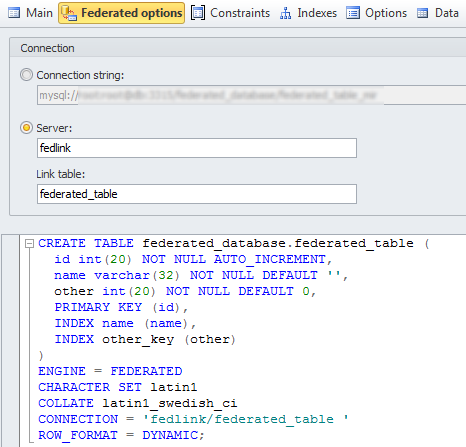 Main Federated options Constraints Indexes Options Data
Connection
Connection string:
mysql://
Server:
fedlink
Link table:
federated_table
CREATE TABLE federated_database.federated_table (
id int(20) NOT NULL AUTO_INCREMENT,
name varchar(32) NOT NULL DEFAULT '',
other int(20) NOT NULL DEFAULT 0,
PRIMARY KEY (id),
INDEX name (name),
INDEX other_key (other)
)
ENGINE = FEDERATED
CHARACTER SET latin1
COLLATE latin1_swedish_ci
CONNECTION = 'fedlink/federated_table '
ROW_FORMAT = DYNAMIC;